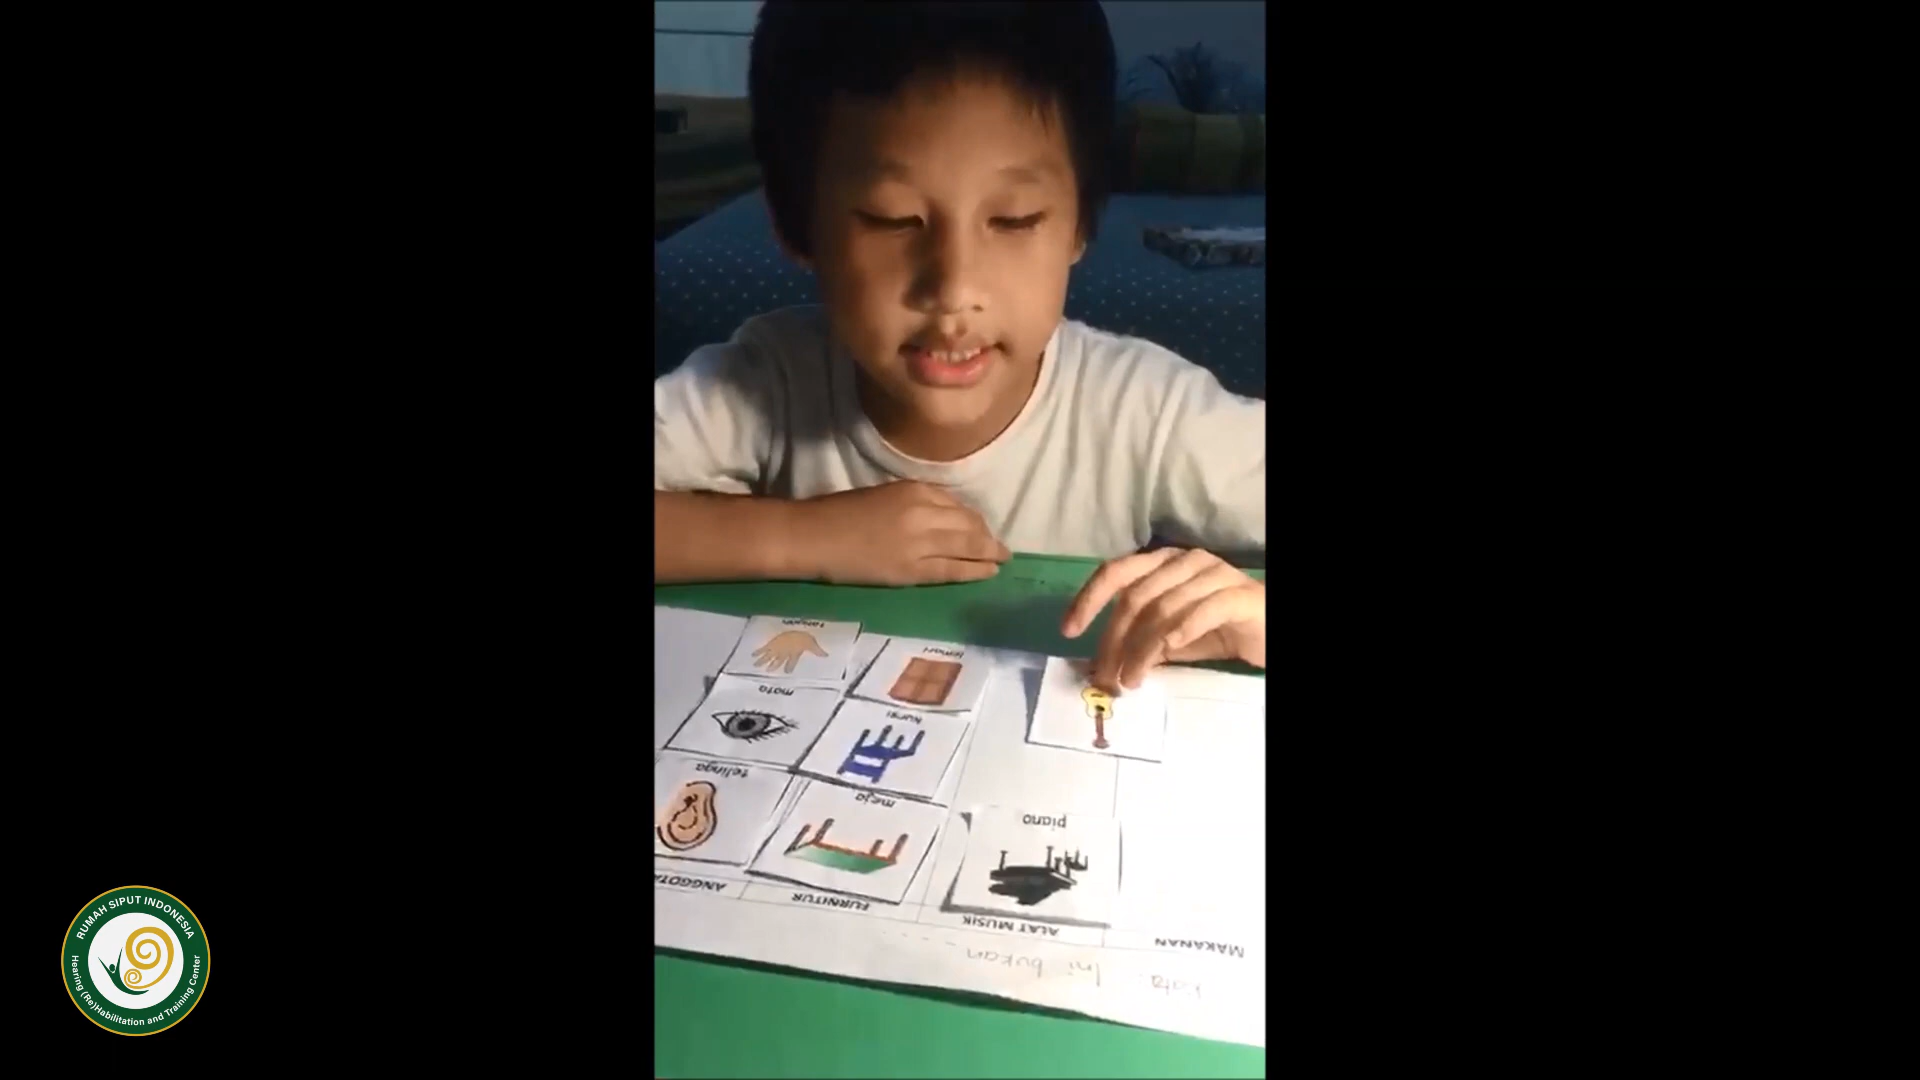 tangan
lemari
mata
kursi
telinga
meja
piano
ANGGOTA
FURNITUR
ALAT MUSIK
MAKANAN
Kata: Ini bukan
RUMAH SIPUT INDONESIA
Hearing (Re)Habilitation and Training Center